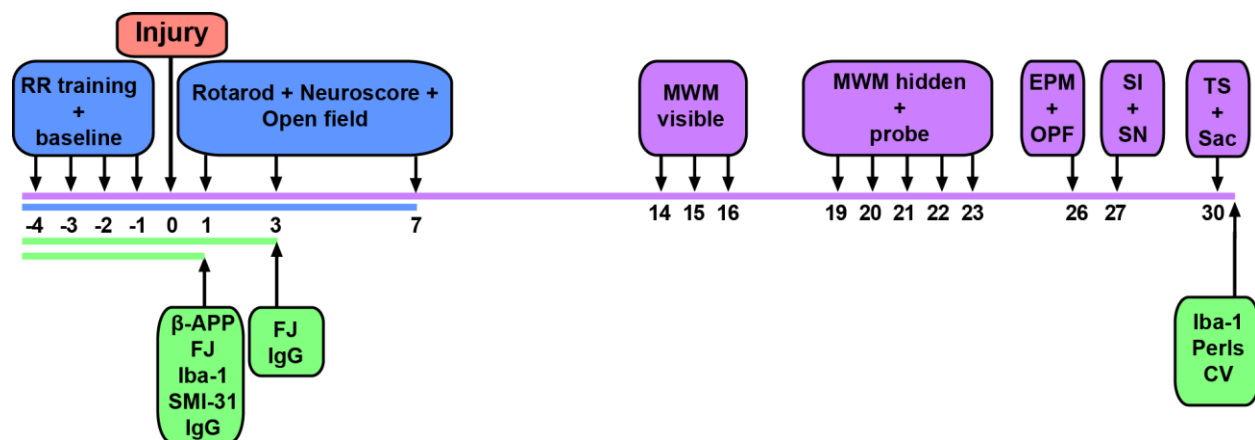 Injury
RR training
+
baseline
Rotarod + Neuroscore +
Open field
MWM
visible
MWM hidden
+
probe
EPM
+
OPF
SI
+
SN
TS
+
Sac
-4 -3 -2 -1 0 1 3 7 14 15 16 19 20 21 22 23 26 27 30
β-APP
FJ
Iba-1
SMI-31
IgG
FJ
IgG
Iba-1
Perls
CV